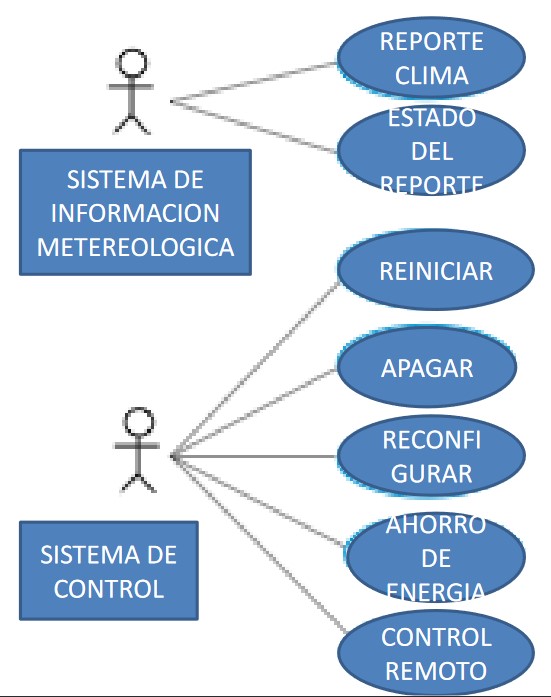 REPORTE
CLIMA
ESTADO
DEL
REPORTE
SISTEMA DE
INFORMACION
METEREOLOGICA
REINICIAR
APAGAR
RECONFI
GURAR
AHORRO
DE
ENERGIA
CONTROL
REMOTO
SISTEMA DE
CONTROL